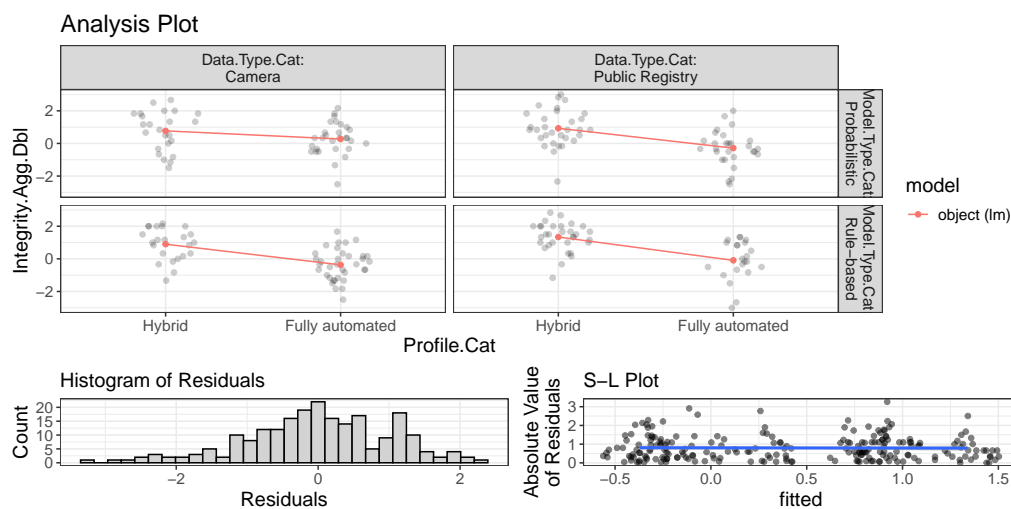 Analysis Plot
Data.Type.Cat:
Camera
Data.Type.Cat:
Public Registry
Integrity.Agg.Dbl
2
0
−2
Model.Type.Cat:
Probabilistic
2
0
−2
Model.Type.Cat
Rule−based
model
object (lm)
Hybrid
Fully automated
Hybrid
Fully automated
Profile.Cat
Histogram of Residuals
Count
20
15
10
5
0
−2
0
2
Residuals
S−L Plot
Absolute Value
of Residuals
3
2
1
0
−0.5
0.0
0.5
1.0
1.5
fitted